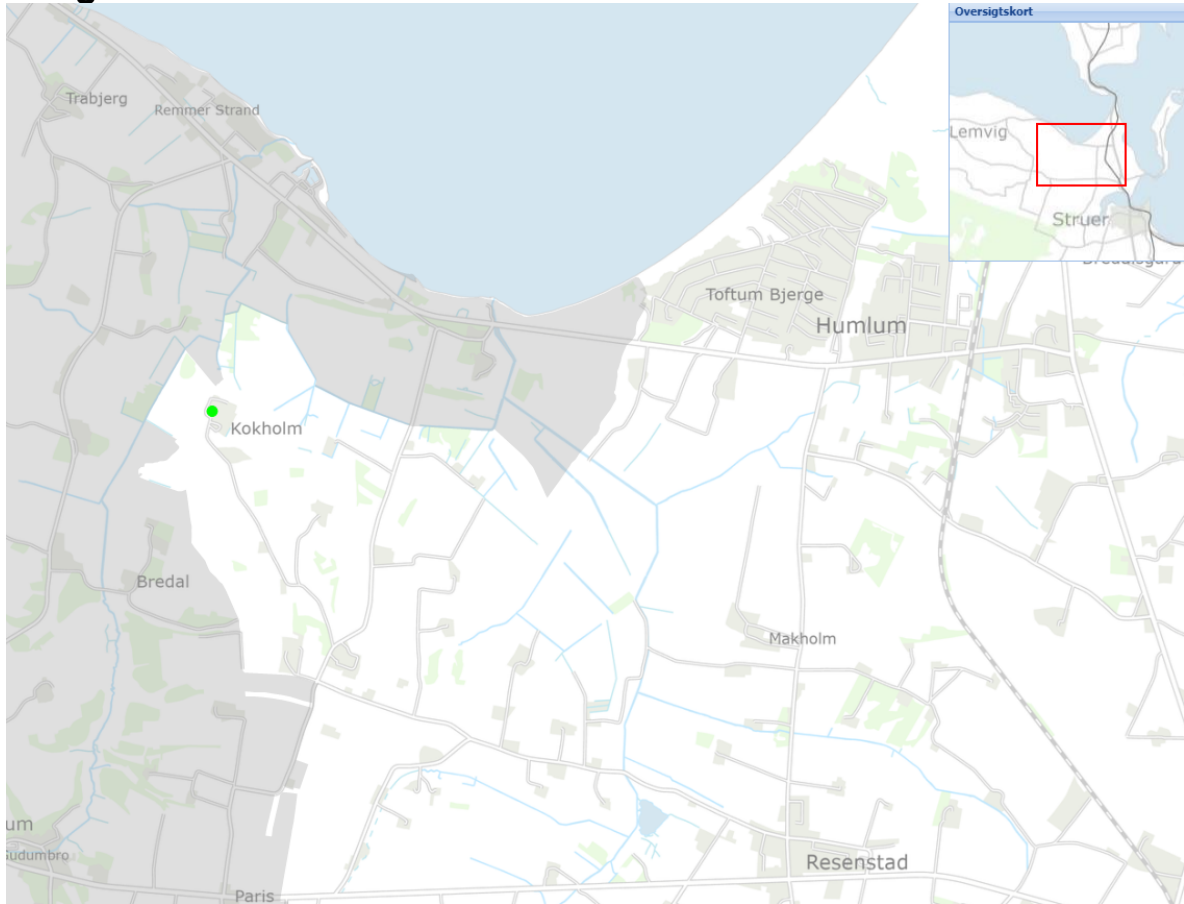 Oversigtskort
Lemvig
Struer
Trabjerg
Remmer Strand
Toftum Bjerge
Humlum
Kokholm
Bredal
Makholm
um
Gudumbro
Resenstad
Paris